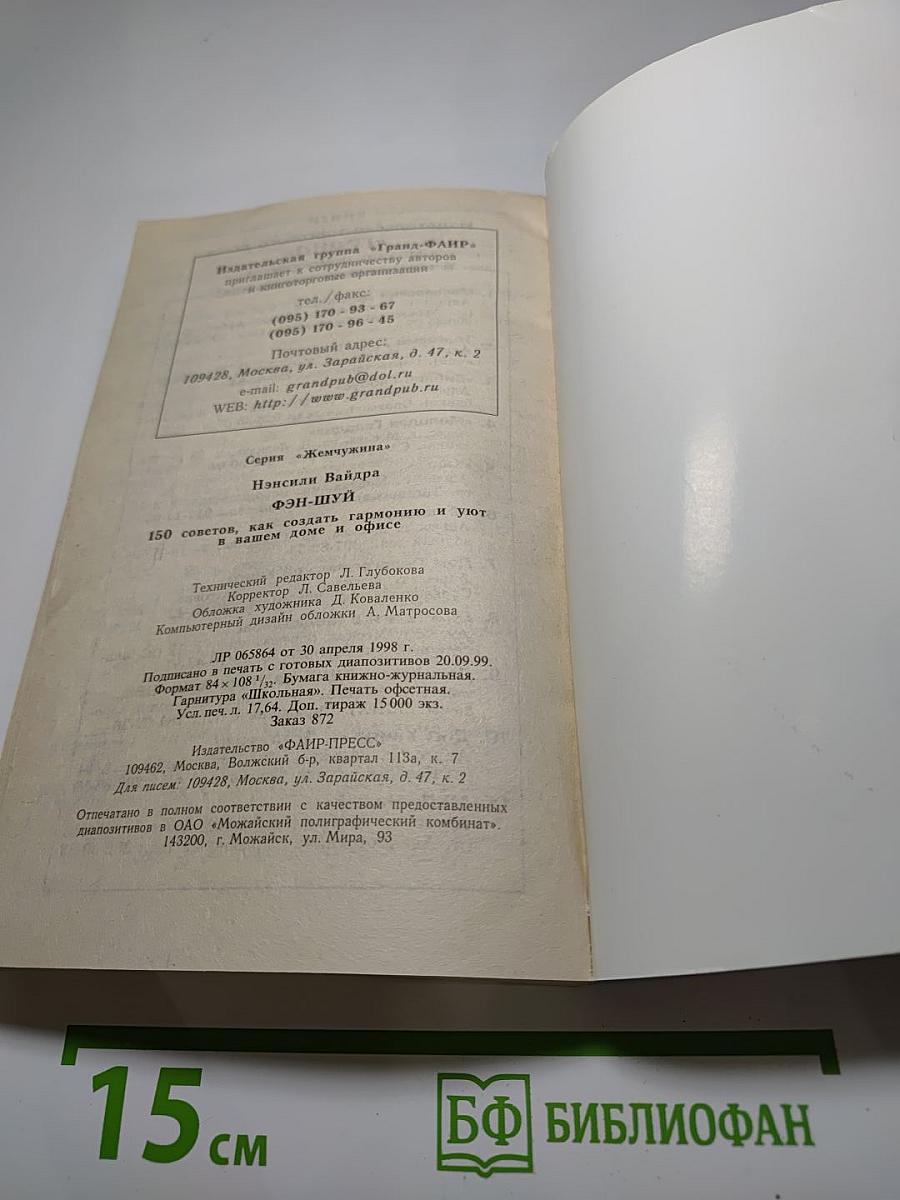 Издательская группа «Гранд-ФАИР»
приглашает к сотрудничеству авторов
и книготорговые организации
тел./факс:
(095) 170 - 93 - 67
(095) 170 - 96 - 45
Почтовый адрес:
109428, Москва, ул. Зарайская, д. 47, к. 2
e-mail: grandpub@dol.ru
WEB: http://www.grandpub.ru
Серия «Жемчужина»
Нэнсили Вайдра
ФЭН-ШУЙ
150 советов, как создать гармонию и уют
в вашем доме и офисе
Технический редактор Л. Глубокова
Корректор Л. Савельева
Обложка художника Д. Коваленко
Компьютерный дизайн обложки А. Матросова
ЛР 065864 от 30 апреля 1998 г.
Подписано в печать с готовых диапозитивов 20.09.99.
Формат 84×108 1/32. Бумага книжно-журнальная.
Гарнитура «Школьная». Печать офсетная.
Усл. печ. л. 17,64. Доп. тираж 15 000 экз.
Заказ 872
Издательство «ФАИР-ПРЕСС»
109462, Москва, Волжский б-р, квартал 113а, к. 7
Для писем: 109428, Москва, ул. Зарайская, д. 47, к. 2
Отпечатано в полном соответствии с качеством предоставленных
диапозитивов в ОАО «Можайский полиграфический комбинат».
143200, г. Можайск, ул. Мира, 93
15 см
БФ БИБЛИОФАН